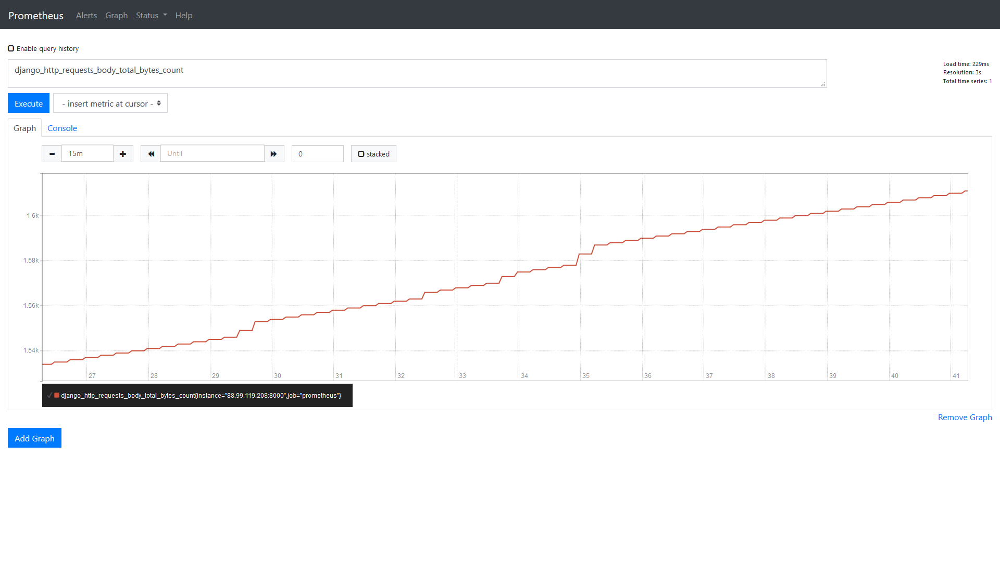 Prometheus Alerts Graph Status Help
Enable query history
django_http_requests_body_total_bytes_count
Load time: 229ms
Resolution: 3s
Total time series: 1
Execute - insert metric at cursor -
Graph Console
15m Until 0 stacked
1.6k
1.58k
1.56k
1.54k
27 28 29 30 31 32 33 34 35 36 37 38 39 40 41
django_http_requests_body_total_bytes_count{instance="88.99.119.208:8000",job="prometheus"}
Remove Graph
Add Graph